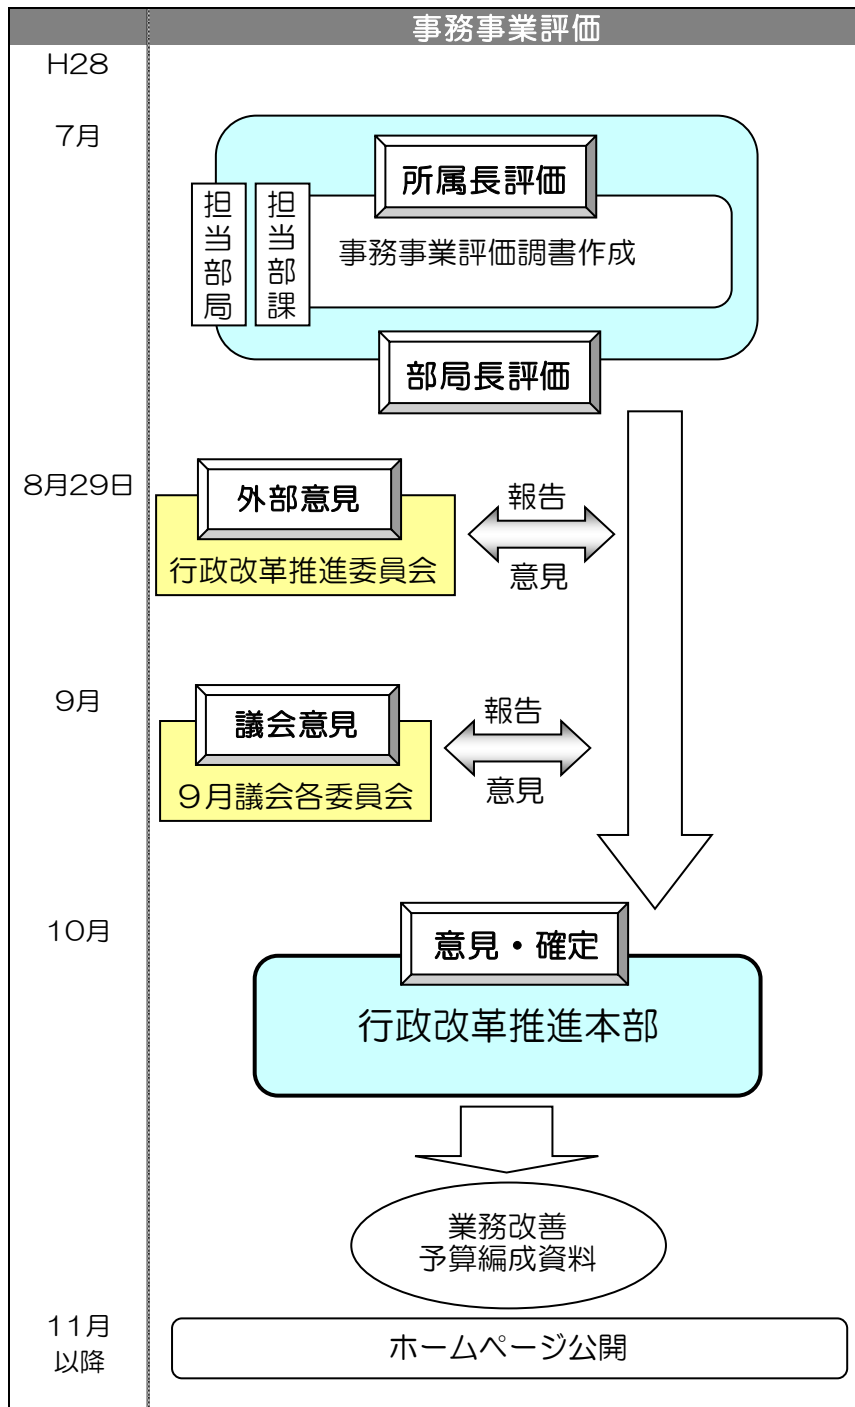 事務事業評価
H28
7月
所属長評価
担当部局
担当部課
事務事業評価調書作成
部局長評価
8月29日
外部意見
行政改革推進委員会
報告
意見
9月
議会意見
9月議会各委員会
報告
意見
10月
意見・確定
行政改革推進本部
業務改善
予算編成資料
11月
以降
ホームページ公開